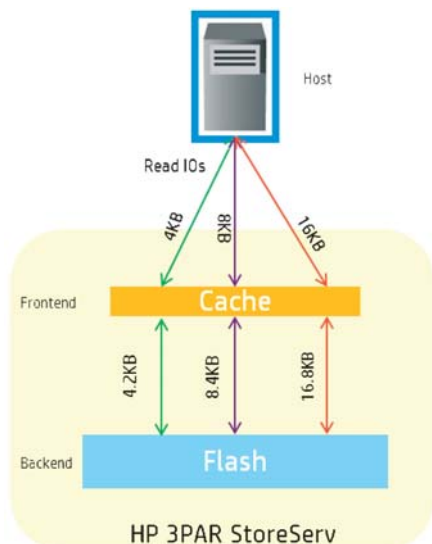 Host
Read IOs
4KB
8KB
16KB
Frontend
Cache
4.2KB
8.4KB
16.8KB
Backend
Flash
HP 3PAR StoreServ